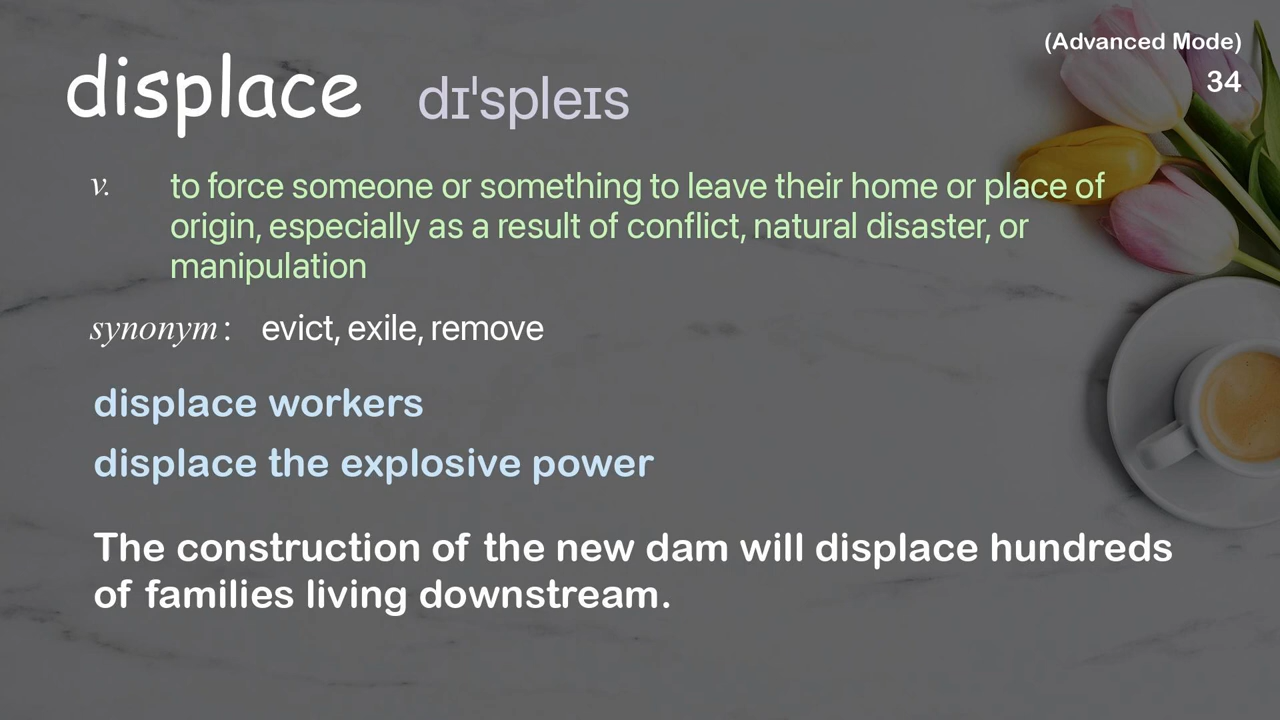 (Advanced Mode)
displace dɪ'spleɪs
34
v. to force someone or something to leave their home or place of
origin, especially as a result of conflict, natural disaster, or
manipulation
synonym : evict, exile, remove
displace workers
displace the explosive power
The construction of the new dam will displace hundreds
of families living downstream.